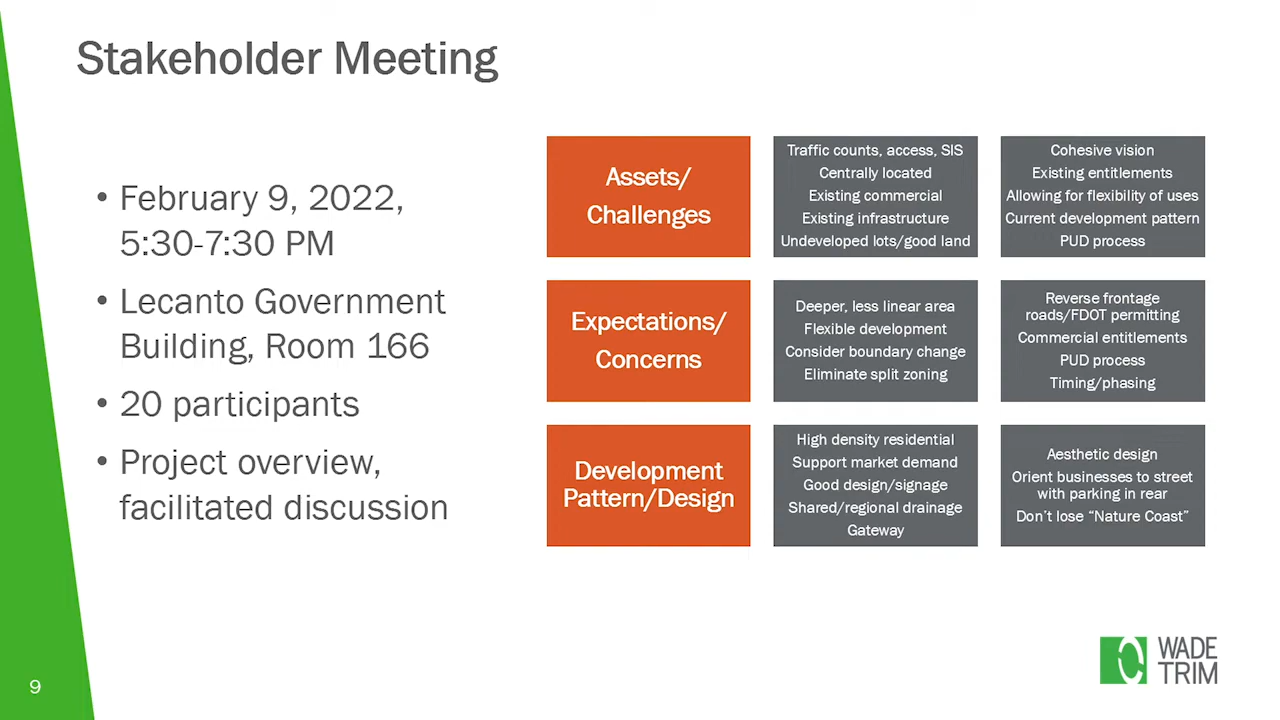 Stakeholder Meeting
• February 9, 2022,
5:30-7:30 PM
• Lecanto Government
Building, Room 166
• 20 participants
• Project overview,
facilitated discussion
Assets/
Challenges
Traffic counts, access, SIS
Centrally located
Existing commercial
Existing infrastructure
Undeveloped lots/good land
Cohesive vision
Existing entitlements
Allowing for flexibility of uses
Current development pattern
PUD process
Expectations/
Concerns
Deeper, less linear area
Flexible development
Consider boundary change
Eliminate split zoning
Reverse frontage
roads/FDOT permitting
Commercial entitlements
PUD process
Timing/phasing
Development
Pattern/Design
High density residential
Support market demand
Good design/signage
Shared/regional drainage
Gateway
Aesthetic design
Orient businesses to street
with parking in rear
Don’t lose “Nature Coast”
WADE
TRIM
9